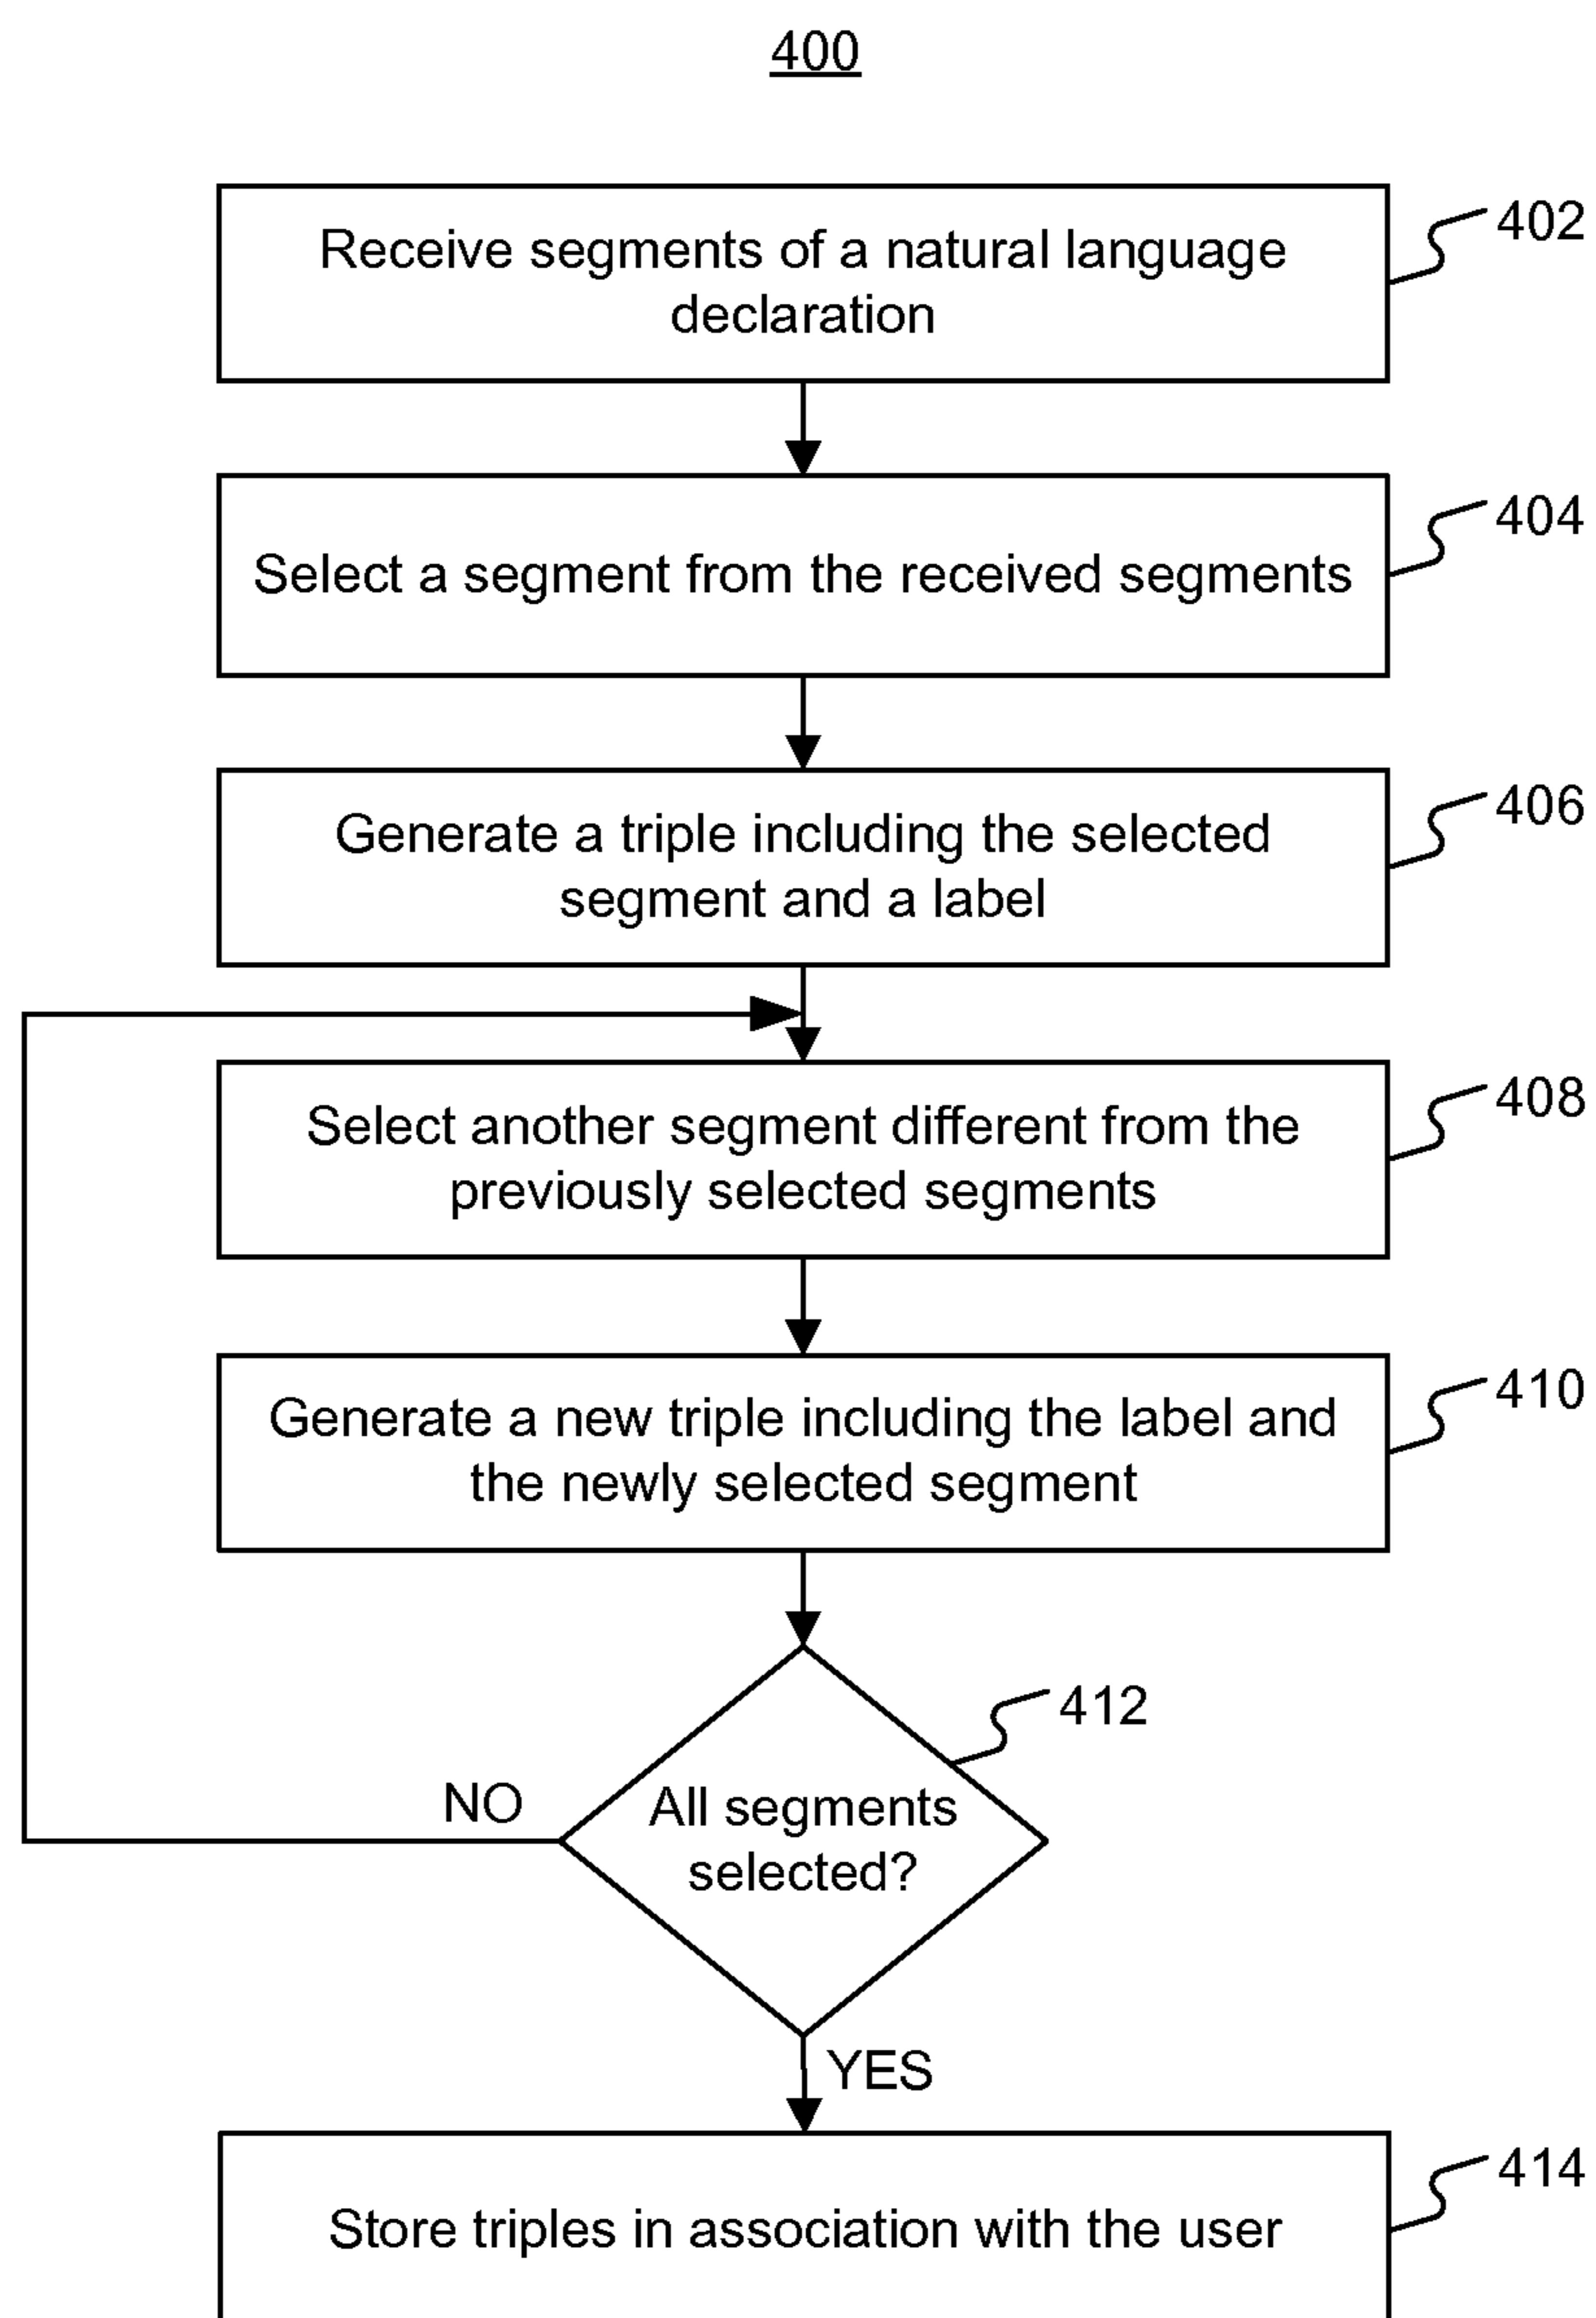 400
Receive segments of a natural language
declaration
402
Select a segment from the received segments
404
Generate a triple including the selected
segment and a label
406
Select another segment different from the
previously selected segments
408
Generate a new triple including the label and
the newly selected segment
410
All segments
selected?
412
NO
YES
Store triples in association with the user
414